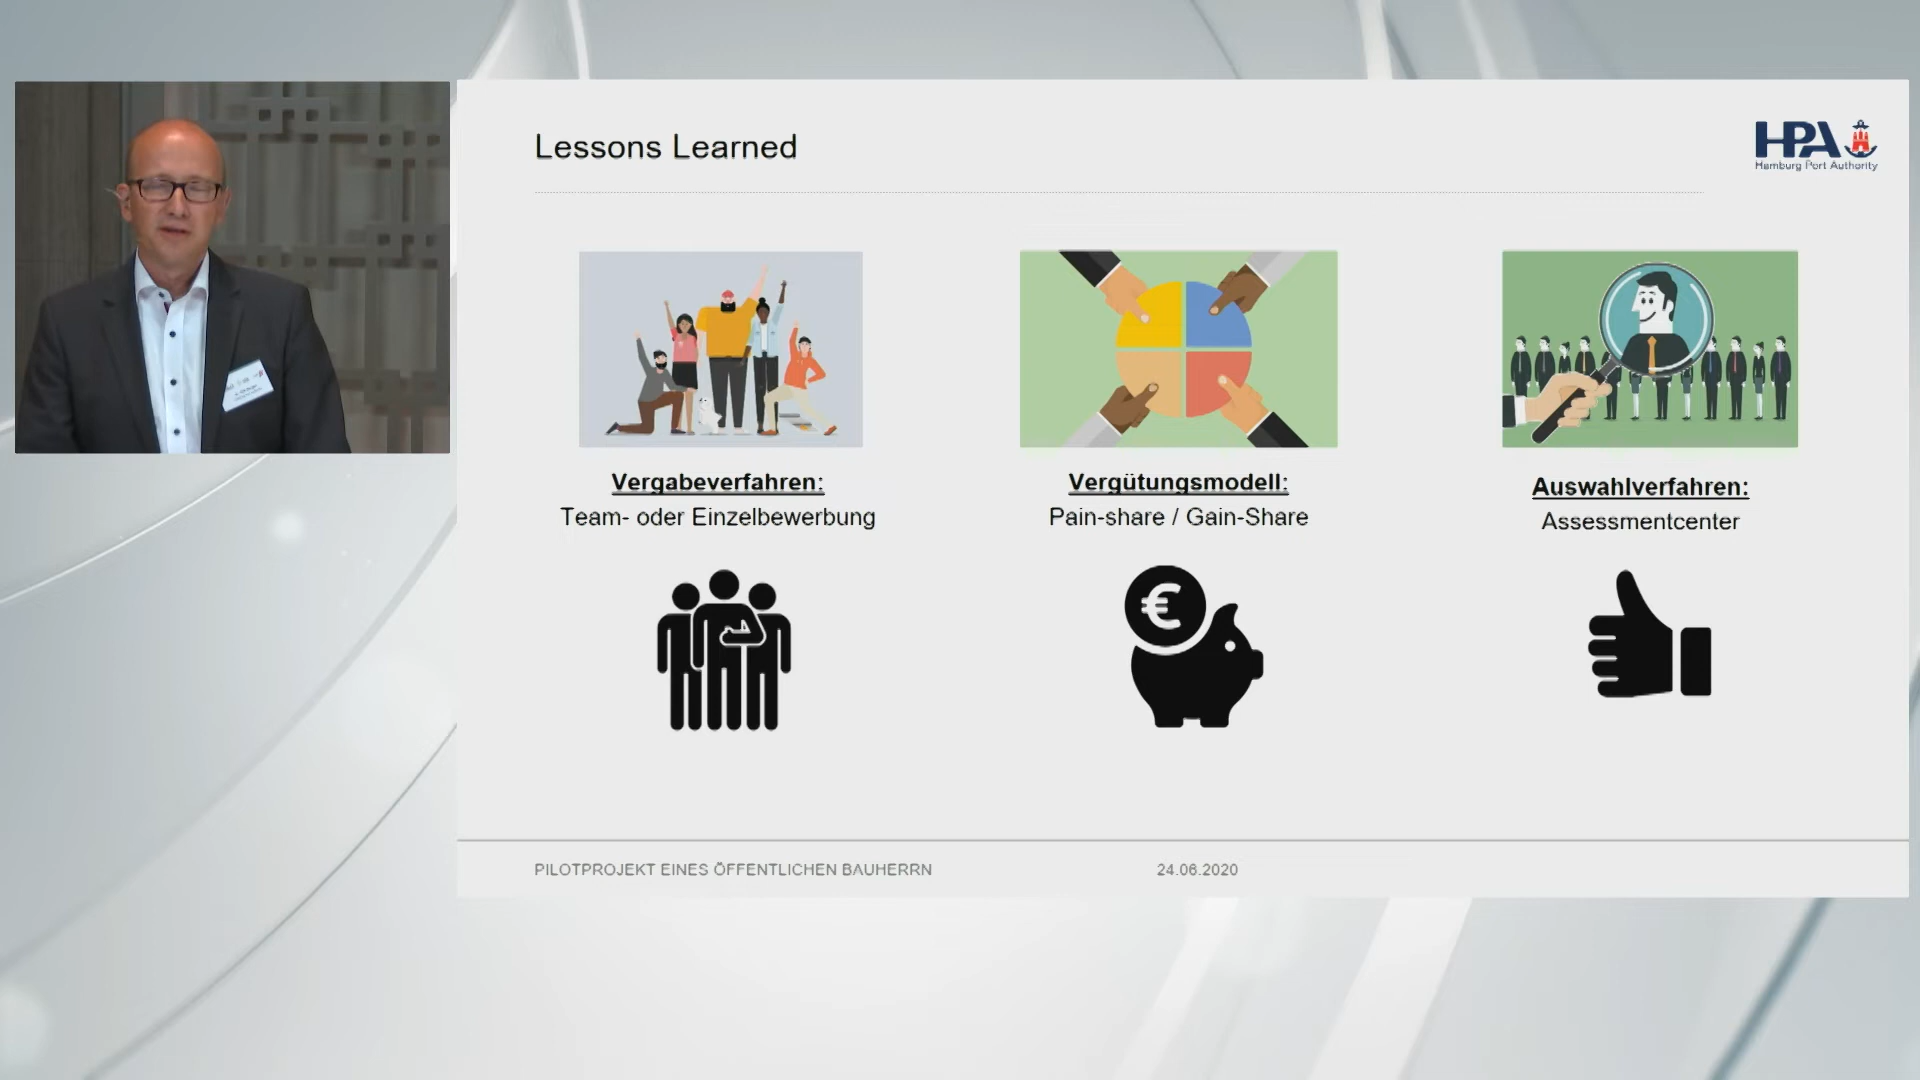 Lessons Learned
HPA
Hamburg Port Authority
Vergabeverfahren:
Team- oder Einzelbewerbung
Vergütungsmodell:
Pain-share / Gain-Share
Auswahlverfahren:
Assessmentcenter
€
PILOTPROJEKT EINES ÖFFENTLICHEN BAUHERRN
24.06.2020